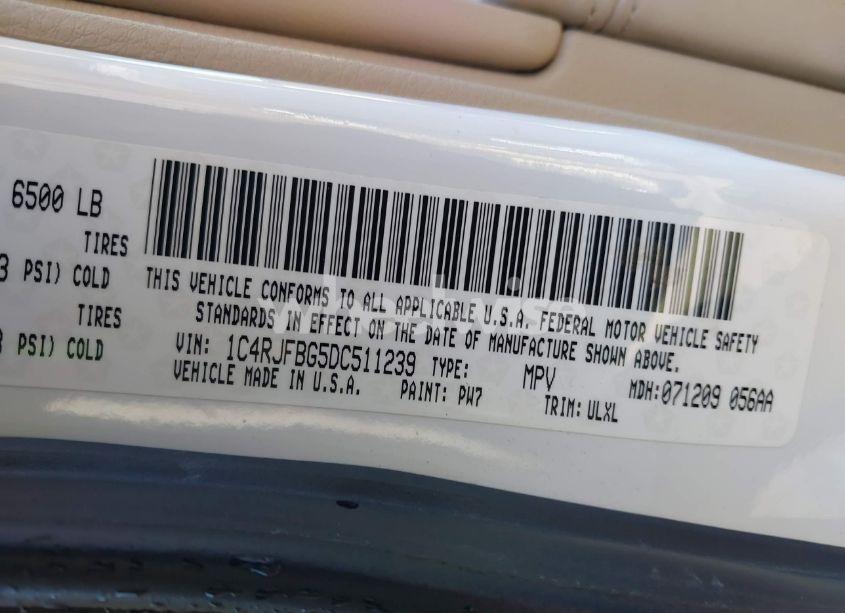 6500 LB
TIRES
3 PSI) COLD
TIRES
PSI) COLD
THIS VEHICLE CONFORMS TO ALL APPLICABLE U.S.A. FEDERAL MOTOR VEHICLE SAFETY
STANDARDS IN EFFECT ON THE DATE OF MANUFACTURE SHOWN ABOVE.
VIN: 1C4RJFBG5DC511239 TYPE: MPV MDH:071209 056AA
VEHICLE MADE IN U.S.A. PAINT: PW7 TRIM: ULXL